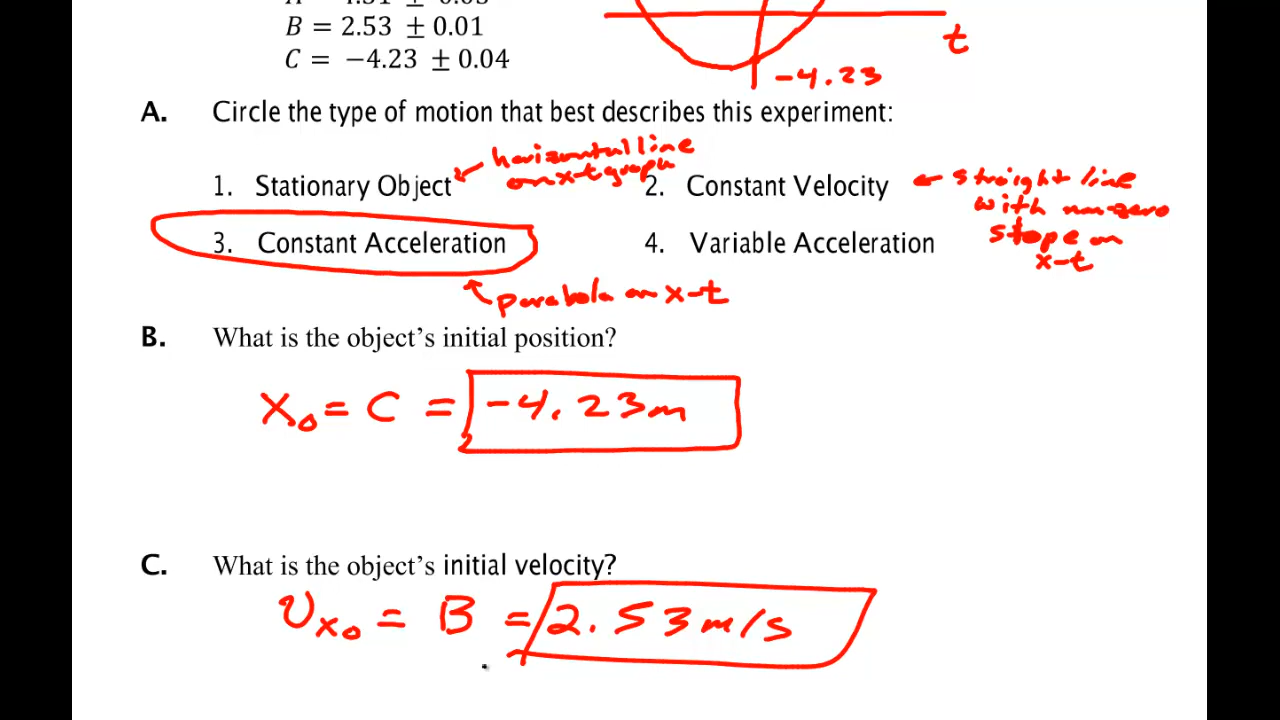 B = 2.53 ± 0.01
C = −4.23 ± 0.04
t
-4.23
A. Circle the type of motion that best describes this experiment:
horizontal line
on x-t graph
1. Stationary Object
2. Constant Velocity
straight line
with non-zero
slope on
x-t
3. Constant Acceleration
4. Variable Acceleration
parabola on x-t
B. What is the object's initial position?
x₀ = C = -4.23m
C. What is the object's initial velocity?
vₓ₀ = B = 2.53 m/s